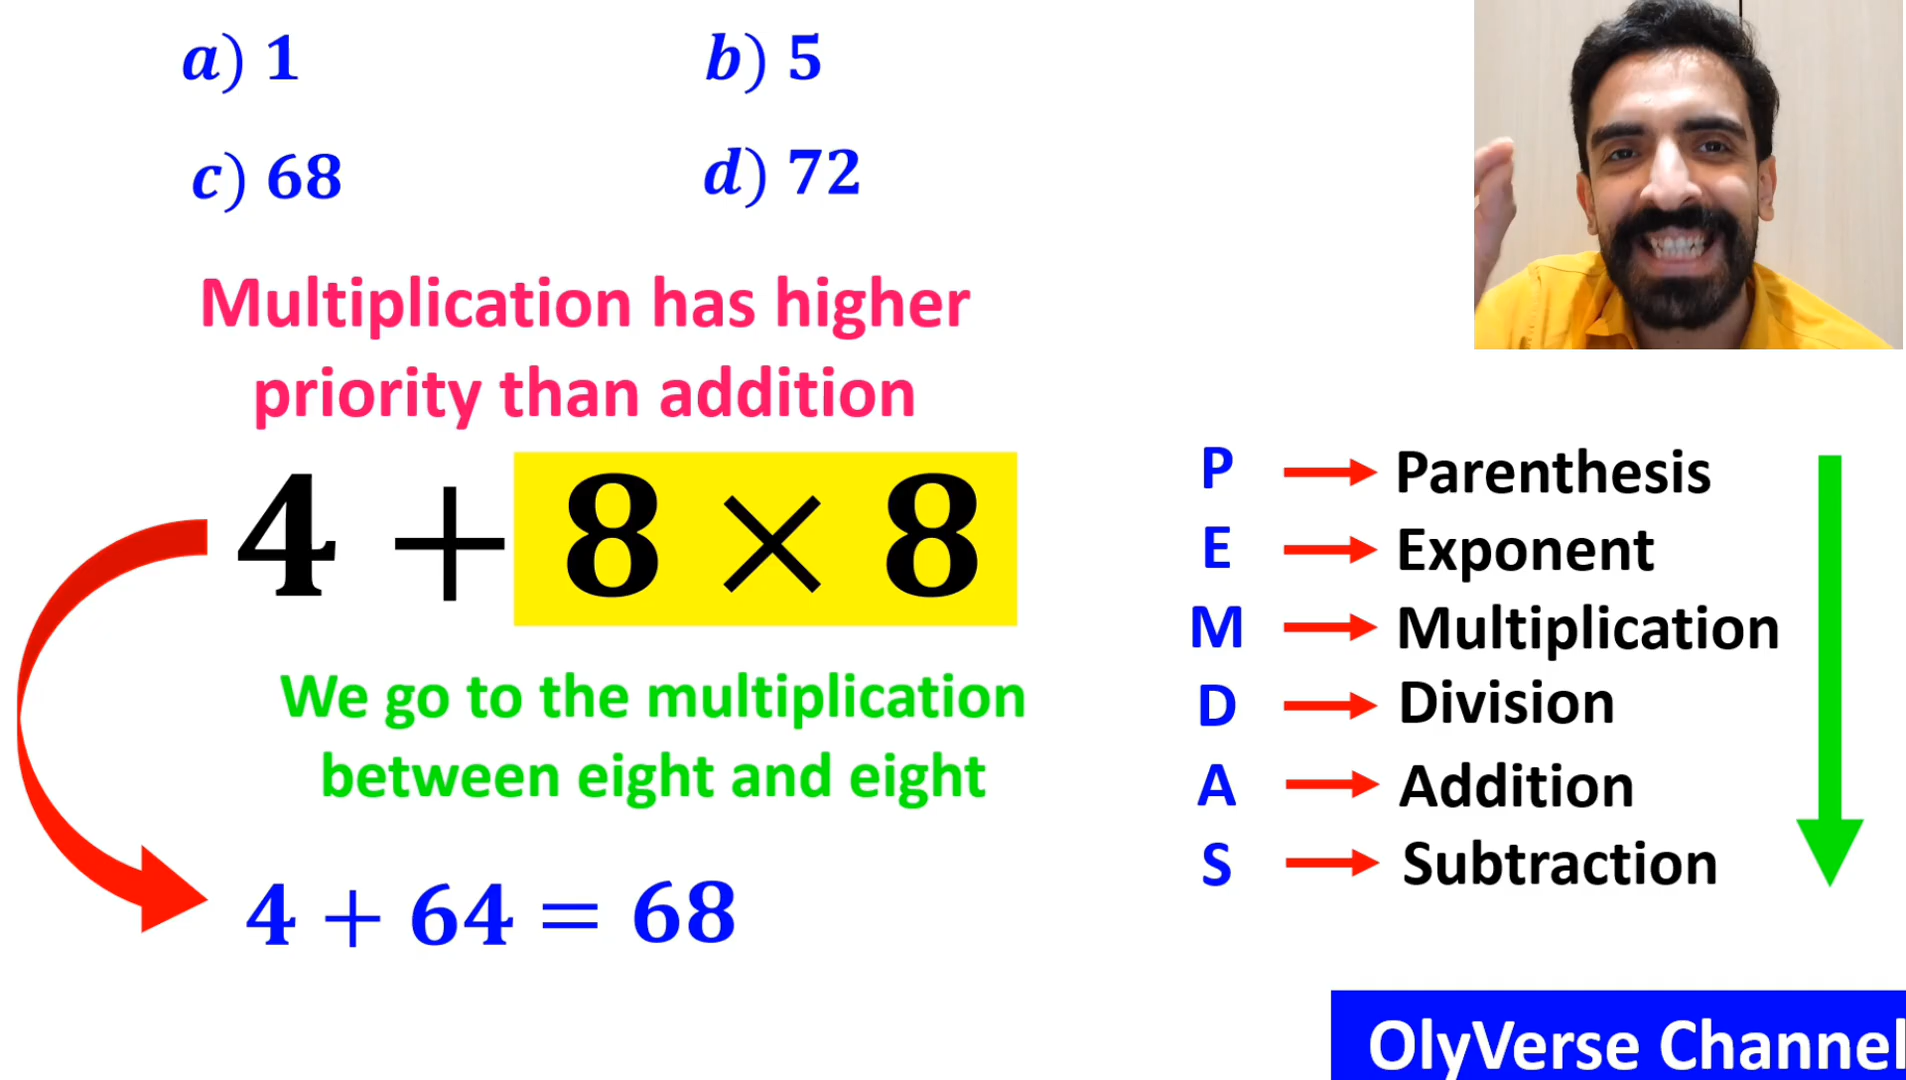 a) 1
b) 5
c) 68
d) 72
Multiplication has higher
priority than addition
4 + 8 × 8
We go to the multiplication
between eight and eight
4 + 64 = 68
P → Parenthesis
E → Exponent
M → Multiplication
D → Division
A → Addition
S → Subtraction
OlyVerse Channel